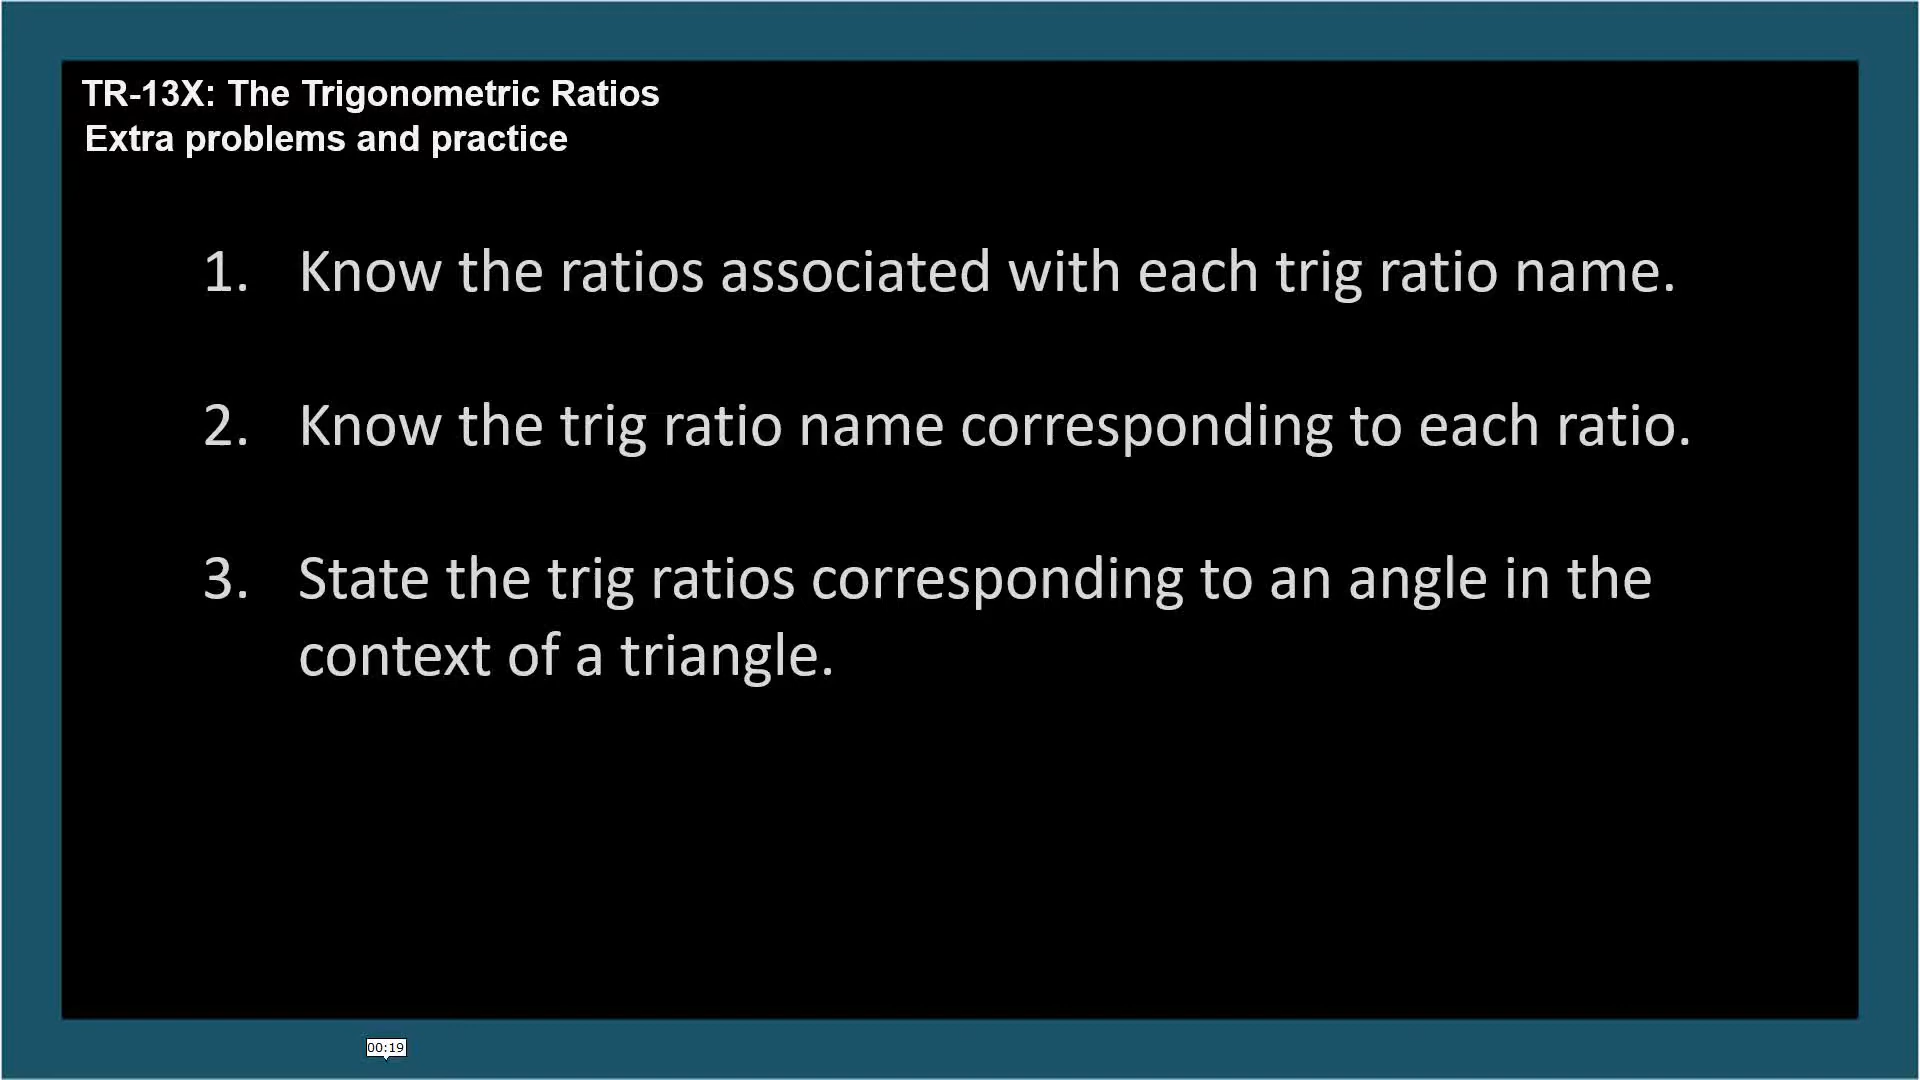 TR-13X: The Trigonometric Ratios
Extra problems and practice
1. Know the ratios associated with each trig ratio name.
2. Know the trig ratio name corresponding to each ratio.
3. State the trig ratios corresponding to an angle in the
context of a triangle.
00:19